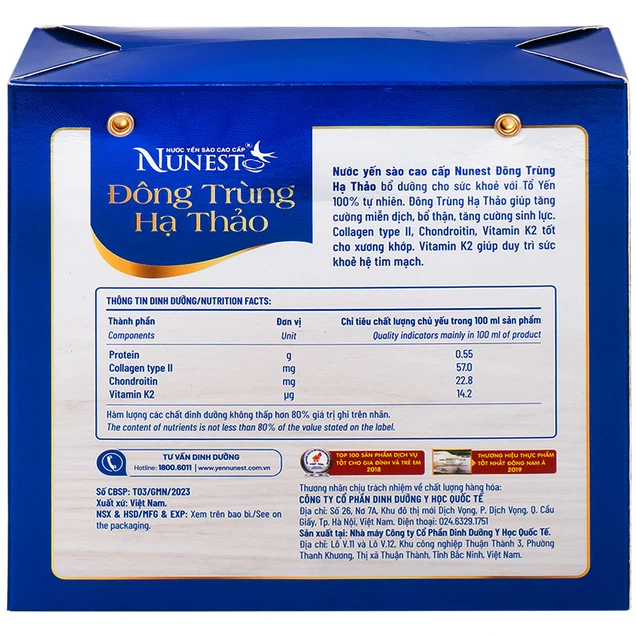 NƯỚC YẾN SÀO CAO CẤP
NUNEST
Đông Trùng
Hạ Thảo
Nước yến sào cao cấp Nunest Đông Trùng
Hạ Thảo bổ dưỡng cho sức khoẻ với Tổ Yến
100% tự nhiên. Đông Trùng Hạ Thảo giúp tăng
cường miễn dịch, bổ thận, tăng cường sinh lực.
Collagen type II, Chondroitin, Vitamin K2 tốt
cho xương khớp. Vitamin K2 giúp duy trì sức
khoẻ hệ tim mạch.
THÔNG TIN DINH DƯỠNG/NUTRITION FACTS:
Thành phần Đơn vị Chỉ tiêu chất lượng chủ yếu trong 100 ml sản phẩm
Components Unit Quality indicators mainly in 100 ml of product
Protein g 0.55
Collagen type II mg 57.0
Chondroitin mg 22.8
Vitamin K2 µg 14.2
Hàm lượng các chất dinh dưỡng không thấp hơn 80% giá trị ghi trên nhãn.
The content of nutrients is not less than 80% of the value stated on the label.
TƯ VẤN DINH DƯỠNG
Hotline: 1800.6011 | www.yennunest.com.vn
TOP 100 SẢN PHẨM DỊCH VỤ
TỐT CHO GIA ĐÌNH VÀ TRẺ EM
2018
THƯƠNG HIỆU THỰC PHẨM
TỐT NHẤT ĐÔNG NAM Á
2019
Số CBSP: T03/GMN/2023
Xuất xứ: Việt Nam.
NSX & HSD/MFG & EXP: Xem trên bao bì./See on
the packaging.
Thương nhân chịu trách nhiệm về chất lượng hàng hóa:
CÔNG TY CỔ PHẦN DINH DƯỠNG Y HỌC QUỐC TẾ
Địa chỉ: Số 26, Nơ 7A, Khu đô thị mới Dịch Vọng, P. Dịch Vọng, Q. Cầu
Giấy, Tp. Hà Nội, Việt Nam. Điện thoại: 024.6329.1751
Sản xuất tại: Nhà máy Công ty Cổ Phần Dinh Dưỡng Y Học Quốc Tế.
Địa chỉ: Lô V.11 và Lô V.12, Khu công nghiệp Thuận Thành 3, Phường
Thanh Khương, Thị xã Thuận Thành, Tỉnh Bắc Ninh, Việt Nam.